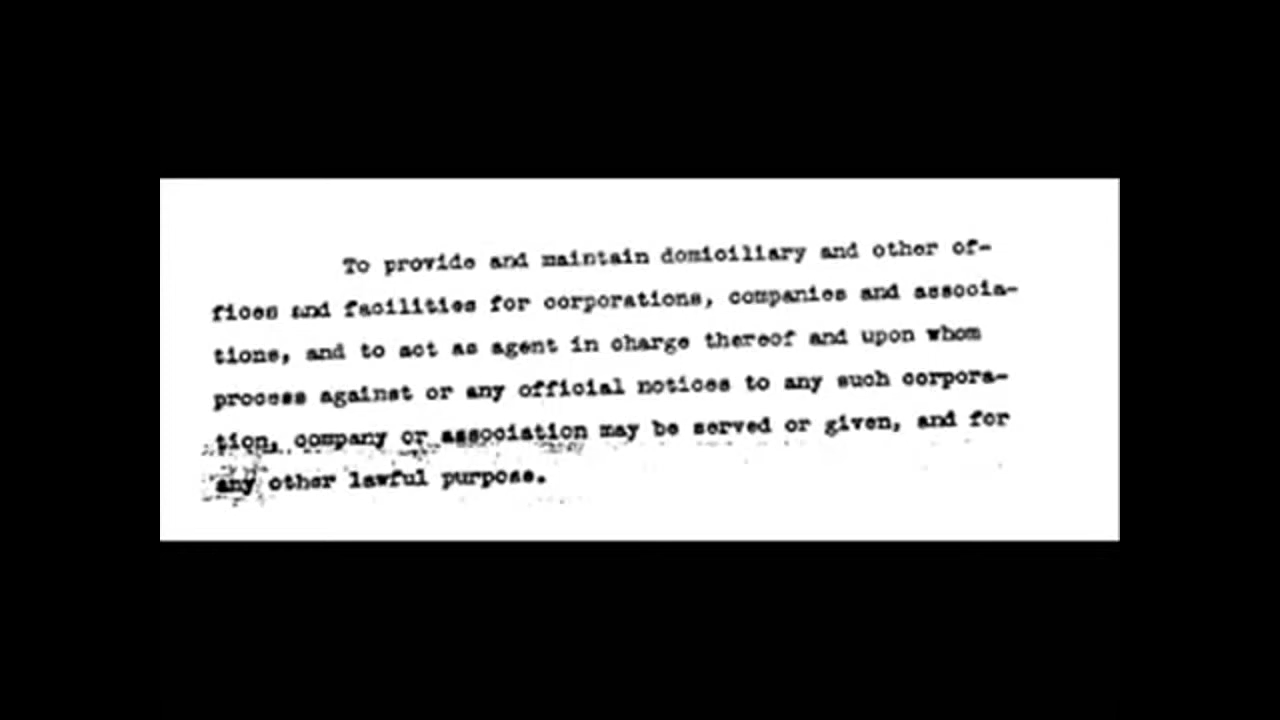 To provide and maintain domiciliary and other of-
fices and facilities for corporations, companies and associa-
tions, and to act as agent in charge thereof and upon whom
process against or any official notices to any such corpora-
tion, company or association may be served or given, and for
any other lawful purpose.